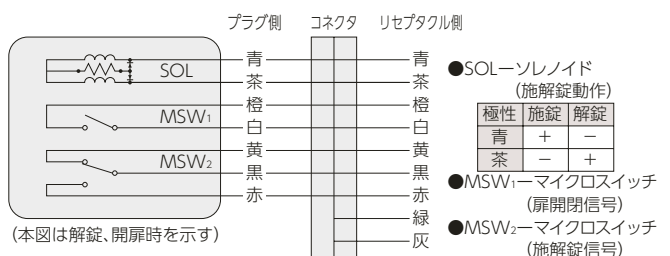 プラグ側 コネクタ リセプタクル側
SOL
MSW₁
MSW₂
青
茶
橙
白
黄
黒
赤
青
茶
橙
白
黄
黒
赤
緑
灰
(本図は解錠、開扉時を示す)
●SOLーソレノイド
(施解錠動作)
極性 施錠 解錠
青 + −
茶 − +
●MSW₁ーマイクロスイッチ
(扉開閉信号)
●MSW₂ーマイクロスイッチ
(施解錠信号)